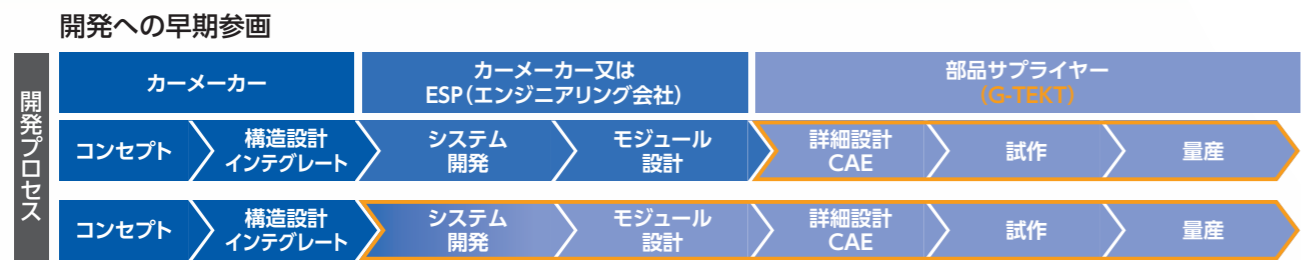 開発への早期参画
開発プロセス
カーメーカー
カーメーカー又は
ESP(エンジニアリング会社)
部品サプライヤー
(G-TEKT)
コンセプト
構造設計
インテグレート
システム
開発
モジュール
設計
詳細設計
CAE
試作
量産
コンセプト
構造設計
インテグレート
システム
開発
モジュール
設計
詳細設計
CAE
試作
量産